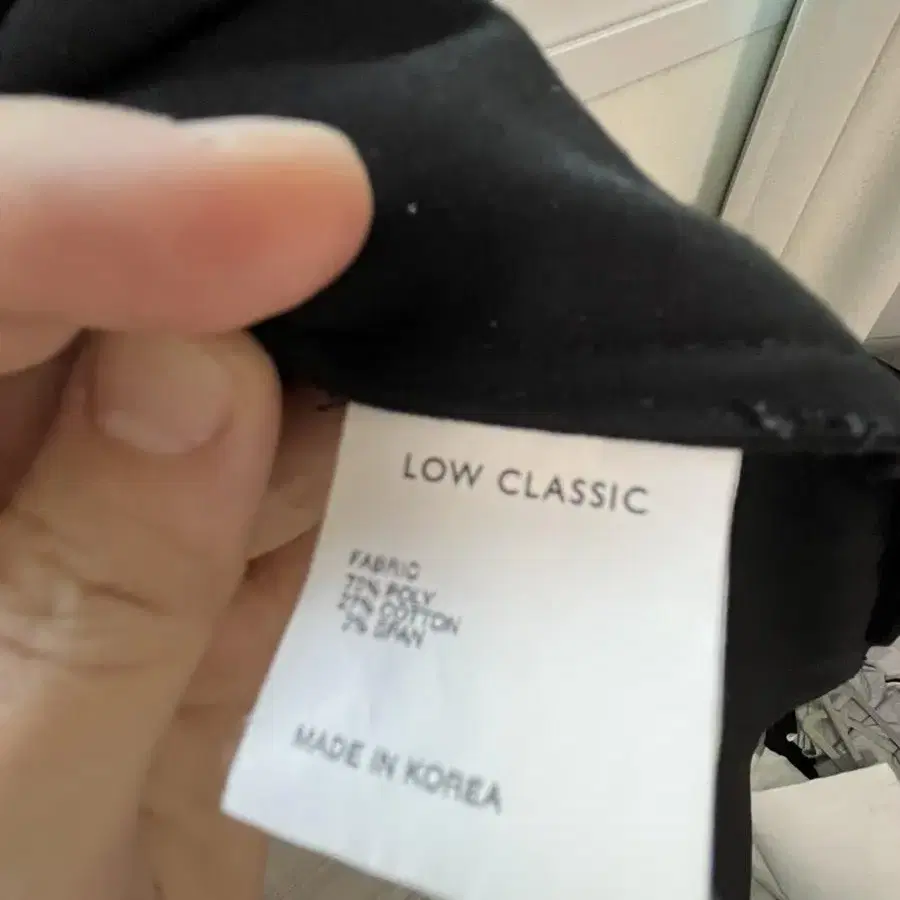 LOW CLASSIC
FABRIC
POLY
COTTON
SPAN
MADE IN KOREA